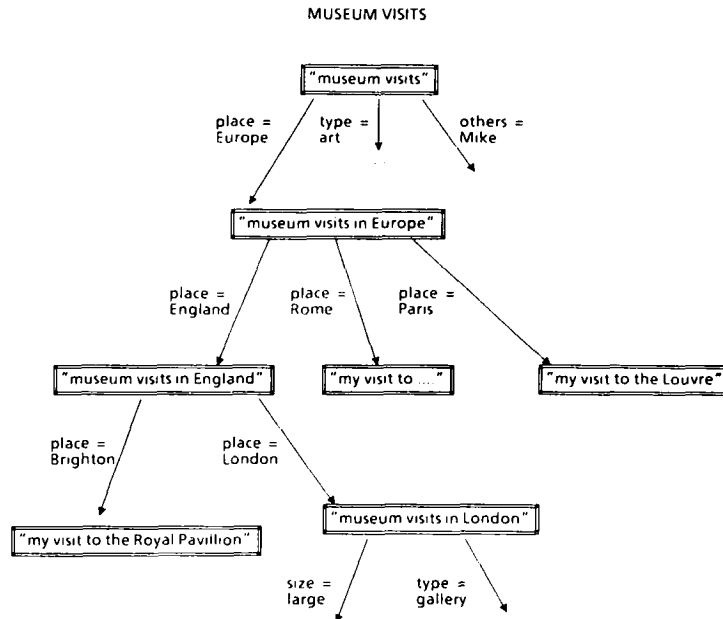 MUSEUM VISITS
"museum visits"
place =
Europe
type =
art
others =
Mike
"museum visits in Europe"
place =
England
place =
Rome
place =
Paris
"museum visits in England"
"my visit to ...."
"my visit to the Louvre"
place =
Brighton
place =
London
"my visit to the Royal Pavillion"
"museum visits in London"
size =
large
type =
gallery